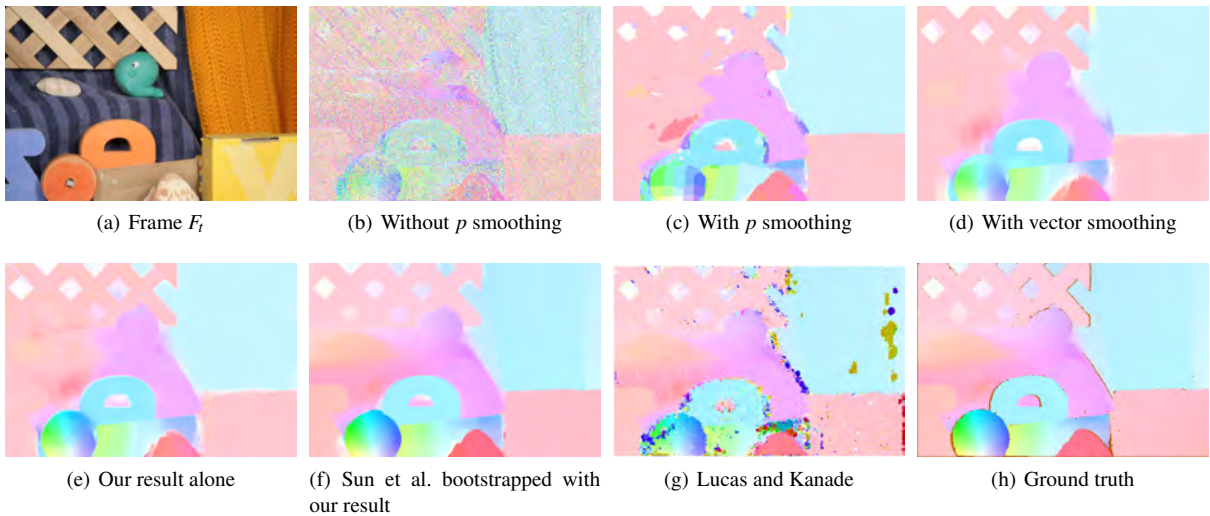 (a) Frame Ft
(b) Without p smoothing
(c) With p smoothing
(d) With vector smoothing
(e) Our result alone
(f) Sun et al. bootstrapped with
our result
(g) Lucas and Kanade
(h) Ground truth